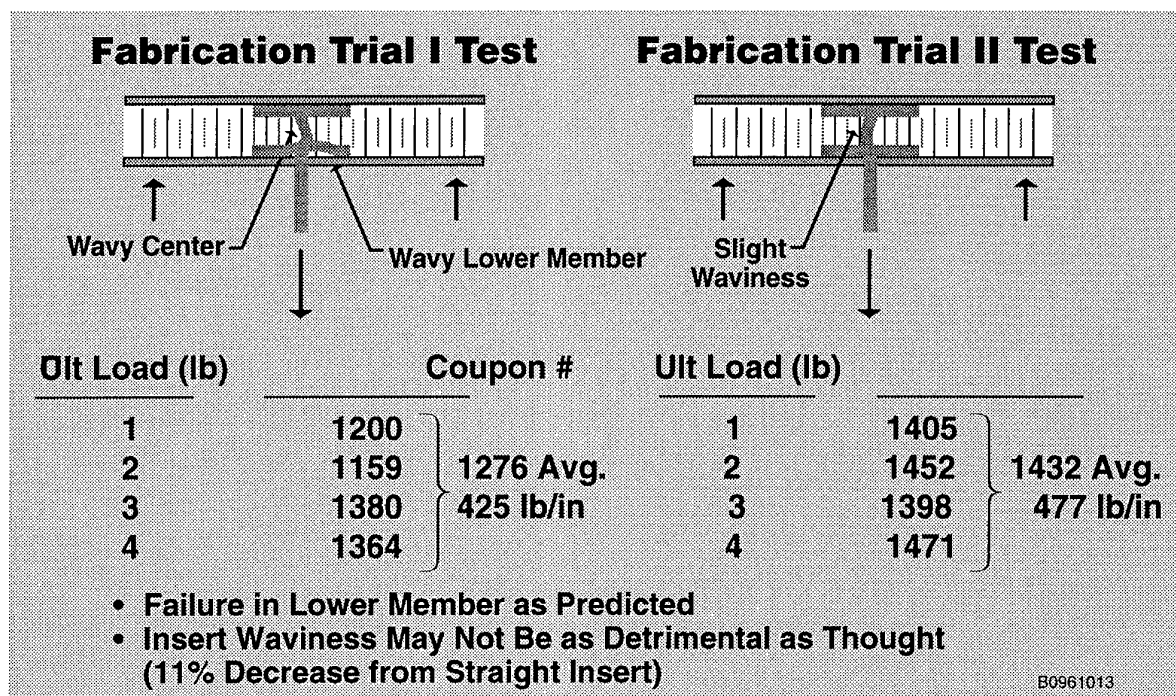 Fabrication Trial I Test Fabrication Trial II Test
Wavy Center
Wavy Lower Member
Slight
Waviness
Ult Load (lb) Coupon # Ult Load (lb)
1 1200 1 1405
2 1159 1276 Avg. 2 1452 1432 Avg.
3 1380 425 lb/in 3 1398 477 lb/in
4 1364 4 1471
• Failure in Lower Member as Predicted
• Insert Waviness May Not Be as Detrimental as Thought
(11% Decrease from Straight Insert)
B0961013